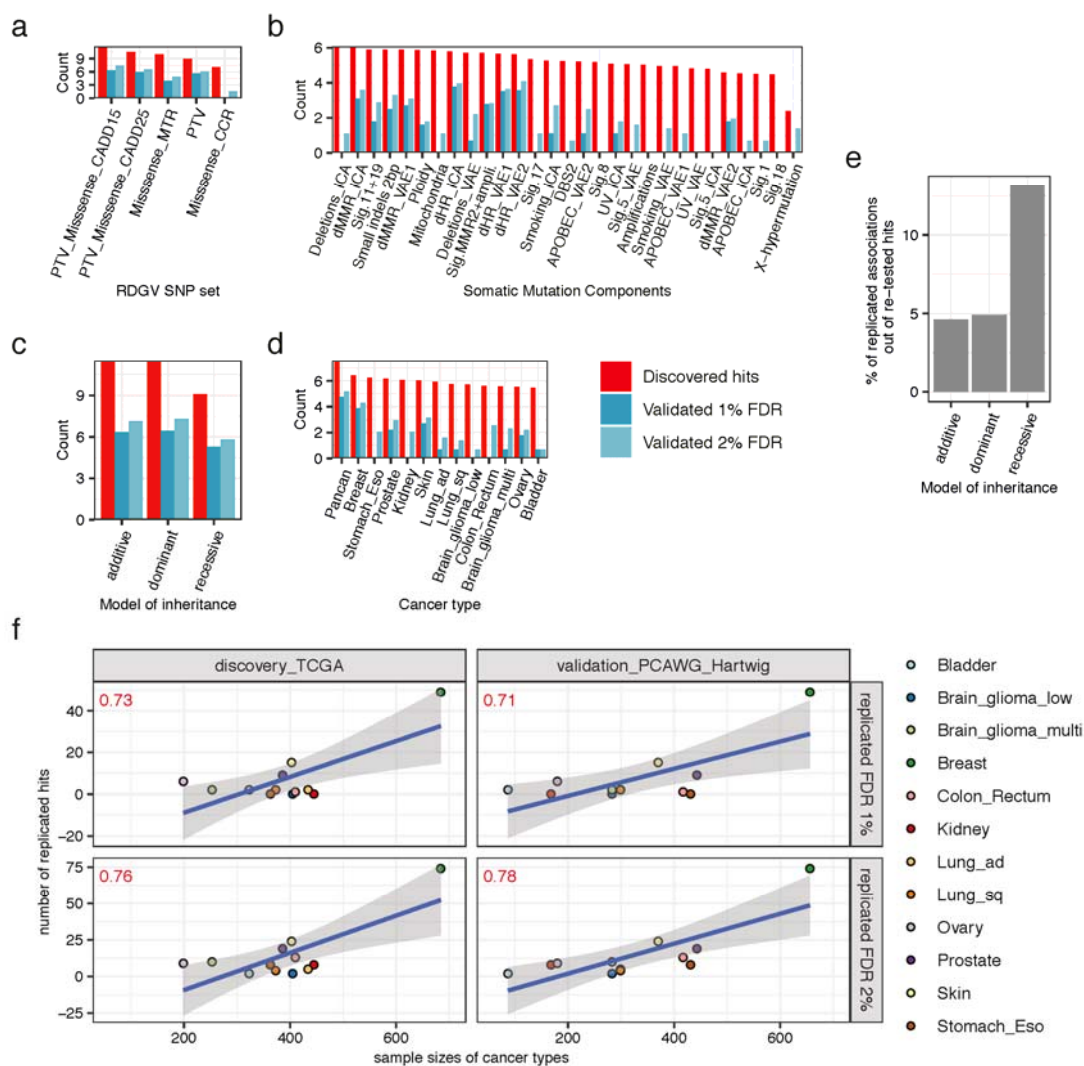 a
Count
9
6
3
0
PTV_Misssense_CADD15
PTV_Misssense_CADD25
Misssense_MTR
PTV
Misssense_CCR
RDGV SNP set
b
Count
6
4
2
0
Deletions_ICA
dMMR_ICA
Sig.11+19
Small indels 2bp
dMMR_VAE1
Ploidy
Mitochondria
dHR_ICA
Deletions_VAE
Sig.MMR2+ampli.
dHR_VAE1
dHR_VAE2
Sig.17
Smoking_ICA
DBS2
APOBEC_VAE2
Sig.8
UV_ICA
Sig.5_VAE
Amplifications
Smoking_VAE
APOBEC_VAE1
UV_VAE
Sig.5_ICA
dMMR_VAE2
APOBEC_ICA
Sig.1
Sig.18
X-hypermutation
Somatic Mutation Components
c
Count
9
6
3
0
additive
dominant
recessive
Model of inheritance
d
Count
6
4
2
0
Pancan
Breast
Stomach_Eso
Prostate
Kidney
Skin
Lung_ad
Lung_sq
Brain_glioma_low
Colon_Rectum
Brain_glioma_multi
Ovary
Bladder
Cancer type
Discovered hits
Validated 1% FDR
Validated 2% FDR
e
% of replicated associations
out of re-tested hits
10
5
0
additive
dominant
recessive
Model of inheritance
f
discovery_TCGA
validation_PCAWG_Hartwig
number of replicated hits
0.73
0.71
40
20
0
-20
replicated FDR 1%
0.76
0.78
75
50
25
0
-25
replicated FDR 2%
200
400
600
200
400
600
sample sizes of cancer types
Bladder
Brain_glioma_low
Brain_glioma_multi
Breast
Colon_Rectum
Kidney
Lung_ad
Lung_sq
Ovary
Prostate
Skin
Stomach_Eso